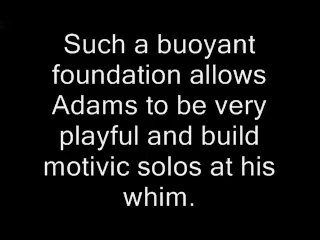 Such a buoyant
foundation allows
Adams to be very
playful and build
motivic solos at his
whim.